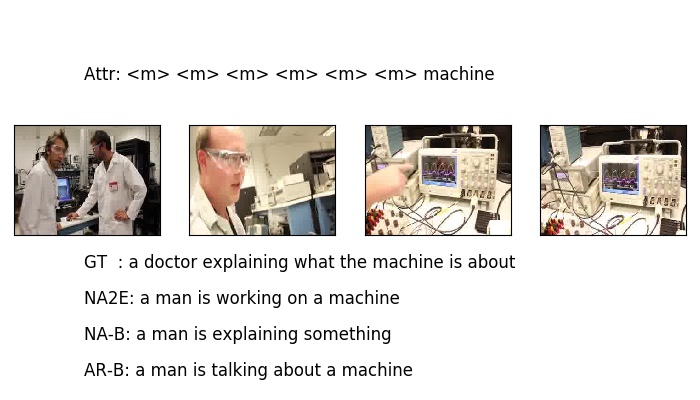 Attr: <m> <m> <m> <m> <m> <m> machine
GT  : a doctor explaining what the machine is about
NA2E: a man is working on a machine
NA-B: a man is explaining something
AR-B: a man is talking about a machine